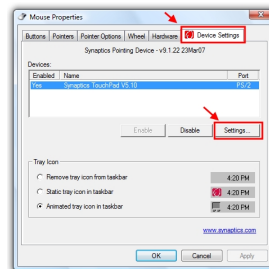 Mouse Properties
Buttons Pointers Pointer Options Wheel Hardware Device Settings
Synaptics Pointing Device - v9.1.22 23Mar07
Devices:
Enabled Name Port
Yes Synaptics TouchPad V5.10 PS/2
Enable Disable Settings...
Tray Icon
Remove tray icon from taskbar 4:20 PM
Static tray icon in taskbar 4:20 PM
Animated tray icon in taskbar 4:20 PM
www.synaptics.com
OK Cancel Apply